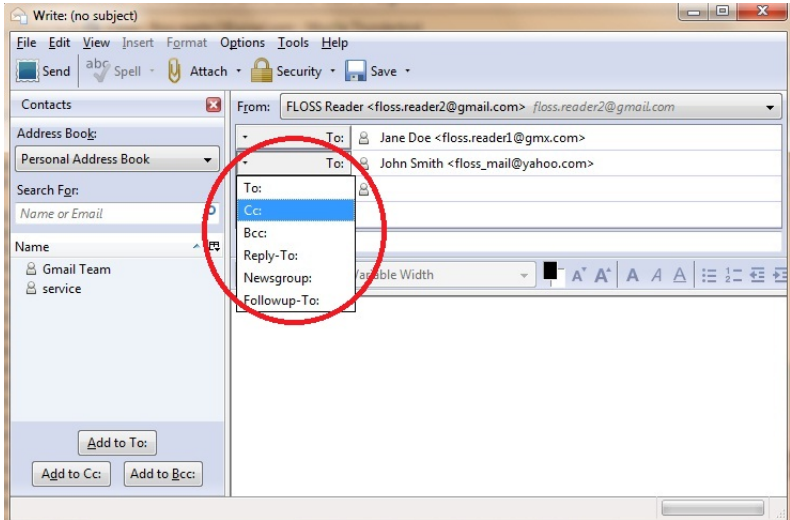 Write: (no subject)
File Edit View Insert Format Options Tools Help
Send abc Spell Attach Security Save
Contacts
From: FLOSS Reader <floss.reader2@gmail.com> floss.reader2@gmail.com
Address Book:
To: Jane Doe <floss.reader1@gmx.com>
Personal Address Book
To: John Smith <floss_mail@yahoo.com>
Search For:
To:
Name or Email
Cc:
Bcc:
Name
Reply-To:
Gmail Team
Newsgroup:
service
Followup-To:
Width
A A A A A
Add to To:
Add to Cc: Add to Bcc: